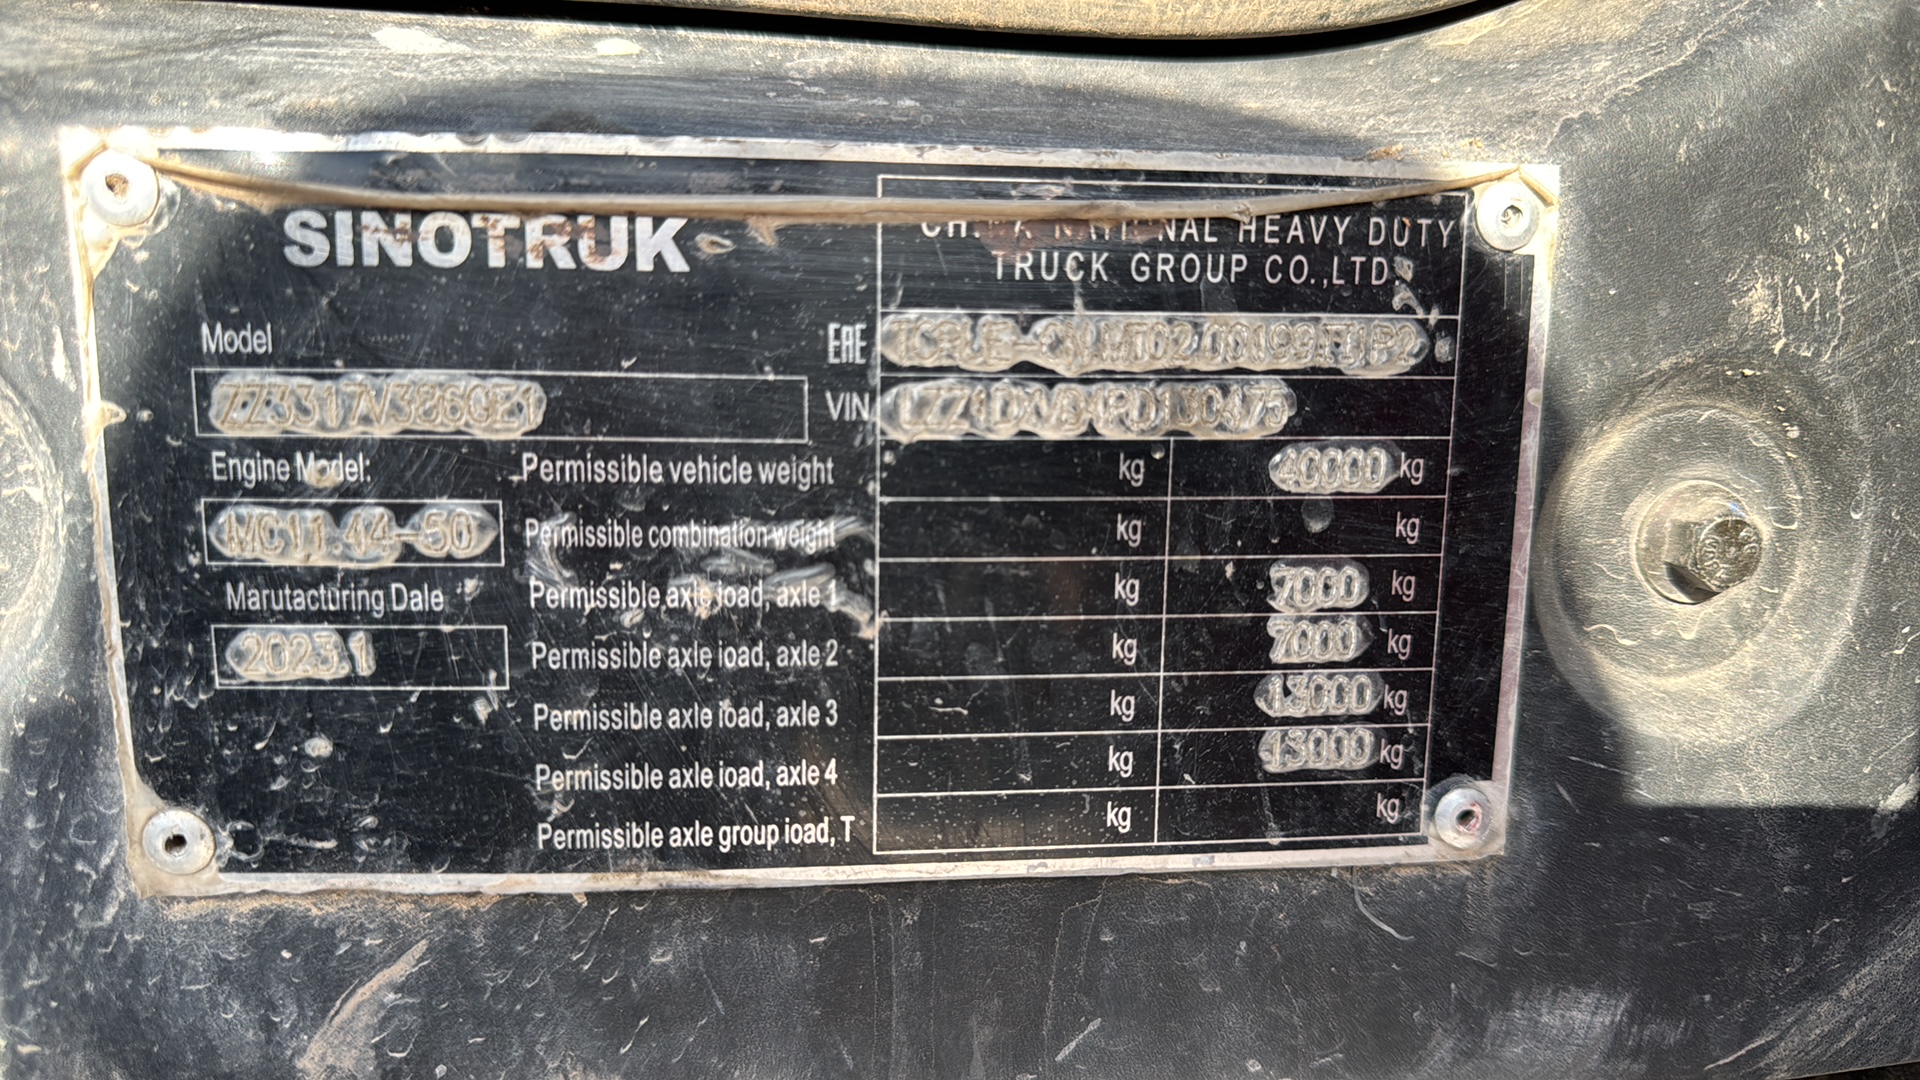 SINOTRUK
NATIONAL HEAVY DUTY
TRUCK GROUP CO.,LTD.
Model
EAC
ZZ3317V386GE1
VIN
Engine Model:
Permissible vehicle weight kg 40000 kg
MC11.44-50
Permissible combination weight kg kg
Marutacturing Dale
Permissible axle ioad, axle 1 kg 7000 kg
2023.1
Permissible axle ioad, axle 2 kg 7000 kg
Permissible axle ioad, axle 3 kg 13000 kg
Permissible axle ioad, axle 4 kg 13000 kg
Permissible axle group ioad, T kg kg